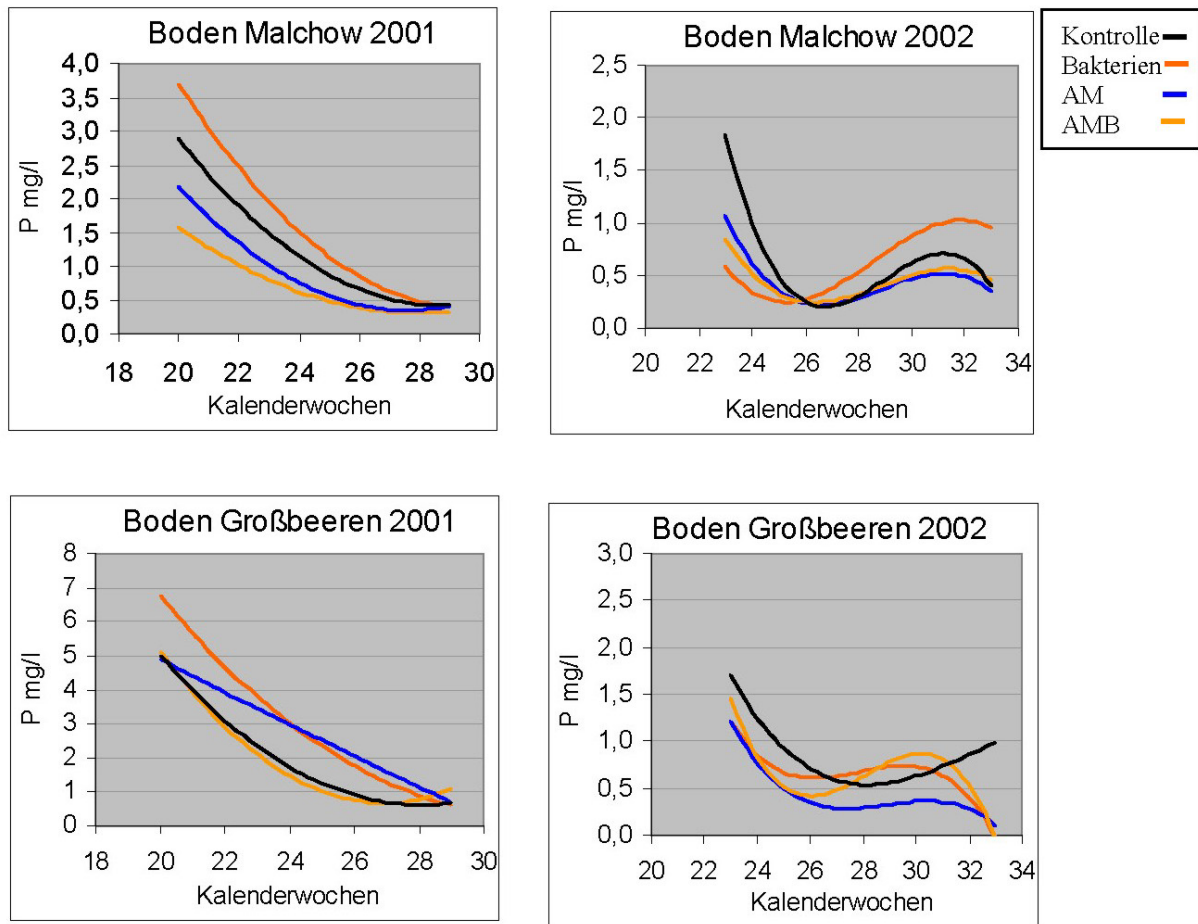 Boden Malchow 2001
4,0
3,5
3,0
2,5
2,0
1,5
1,0
0,5
0,0
P mg/l
18 20 22 24 26 28 30
Kalenderwochen
Boden Malchow 2002
2,5
2,0
1,5
1,0
0,5
0,0
P mg/l
20 22 24 26 28 30 32 34
Kalenderwochen
Kontrolle
Bakterien
AM
AMB
Boden Großbeeren 2001
8
7
6
5
4
3
2
1
0
P mg/l
18 20 22 24 26 28 30
Kalenderwochen
Boden Großbeeren 2002
3,0
2,5
2,0
1,5
1,0
0,5
0,0
P mg/l
20 22 24 26 28 30 32 34
Kalenderwochen